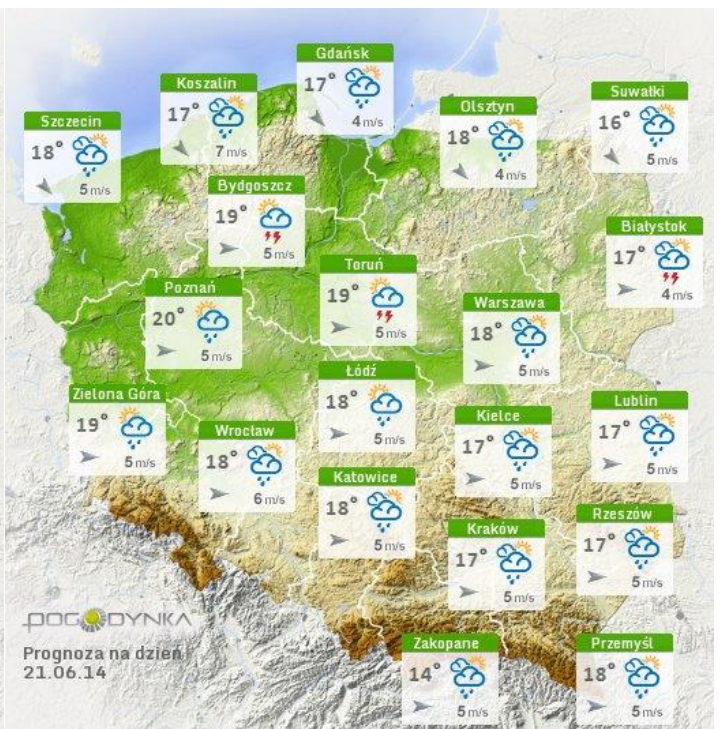 Gdańsk
17°
4 m/s
Koszalin
17°
7 m/s
Suwałki
16°
5 m/s
Olsztyn
18°
4 m/s
Szczecin
18°
5 m/s
Bydgoszcz
19°
5 m/s
Białystok
17°
4 m/s
Toruń
19°
5 m/s
Poznań
20°
5 m/s
Warszawa
18°
5 m/s
Łódź
18°
5 m/s
Zielona Góra
19°
5 m/s
Lublin
17°
5 m/s
Kielce
17°
5 m/s
Wrocław
18°
6 m/s
Katowice
18°
5 m/s
Rzeszów
17°
5 m/s
Kraków
17°
5 m/s
POGODYNKA
Prognoza na dzień
21.06.14
Zakopane
14°
5 m/s
Przemyśl
18°
5 m/s